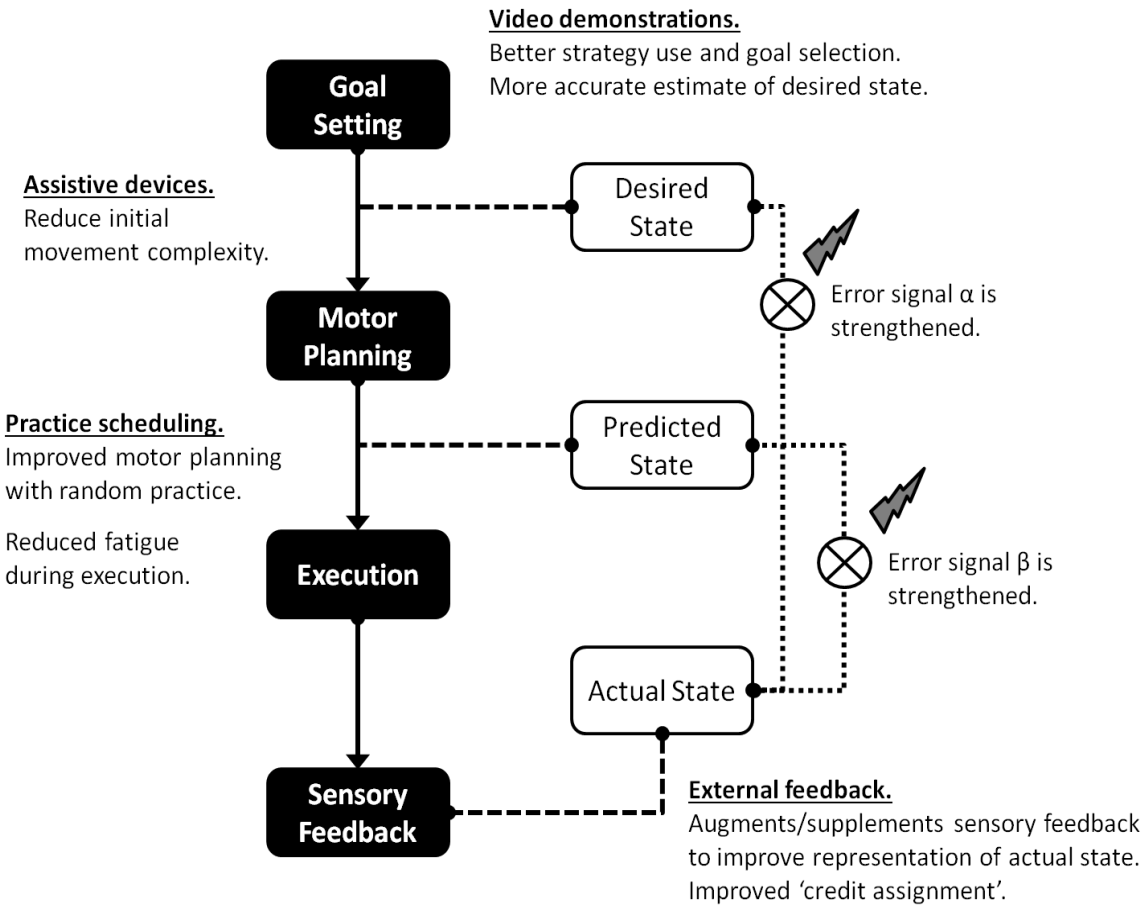 Video demonstrations.
Better strategy use and goal selection.
More accurate estimate of desired state.
Goal
Setting
Assistive devices.
Reduce initial
movement complexity.
Desired
State
Error signal α is
strengthened.
Motor
Planning
Practice scheduling.
Improved motor planning
with random practice.
Reduced fatigue
during execution.
Predicted
State
Error signal β is
strengthened.
Execution
Actual State
Sensory
Feedback
External feedback.
Augments/supplements sensory feedback
to improve representation of actual state.
Improved ‘credit assignment’.